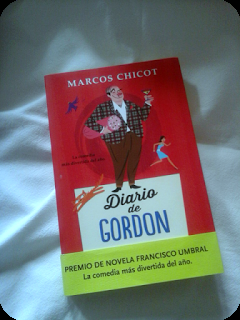 MARCOS CHICOT
Diario
de
GORDON
PREMIO DE NOVELA FRANCISCO UMBRAL
La comedia más divertida del año.